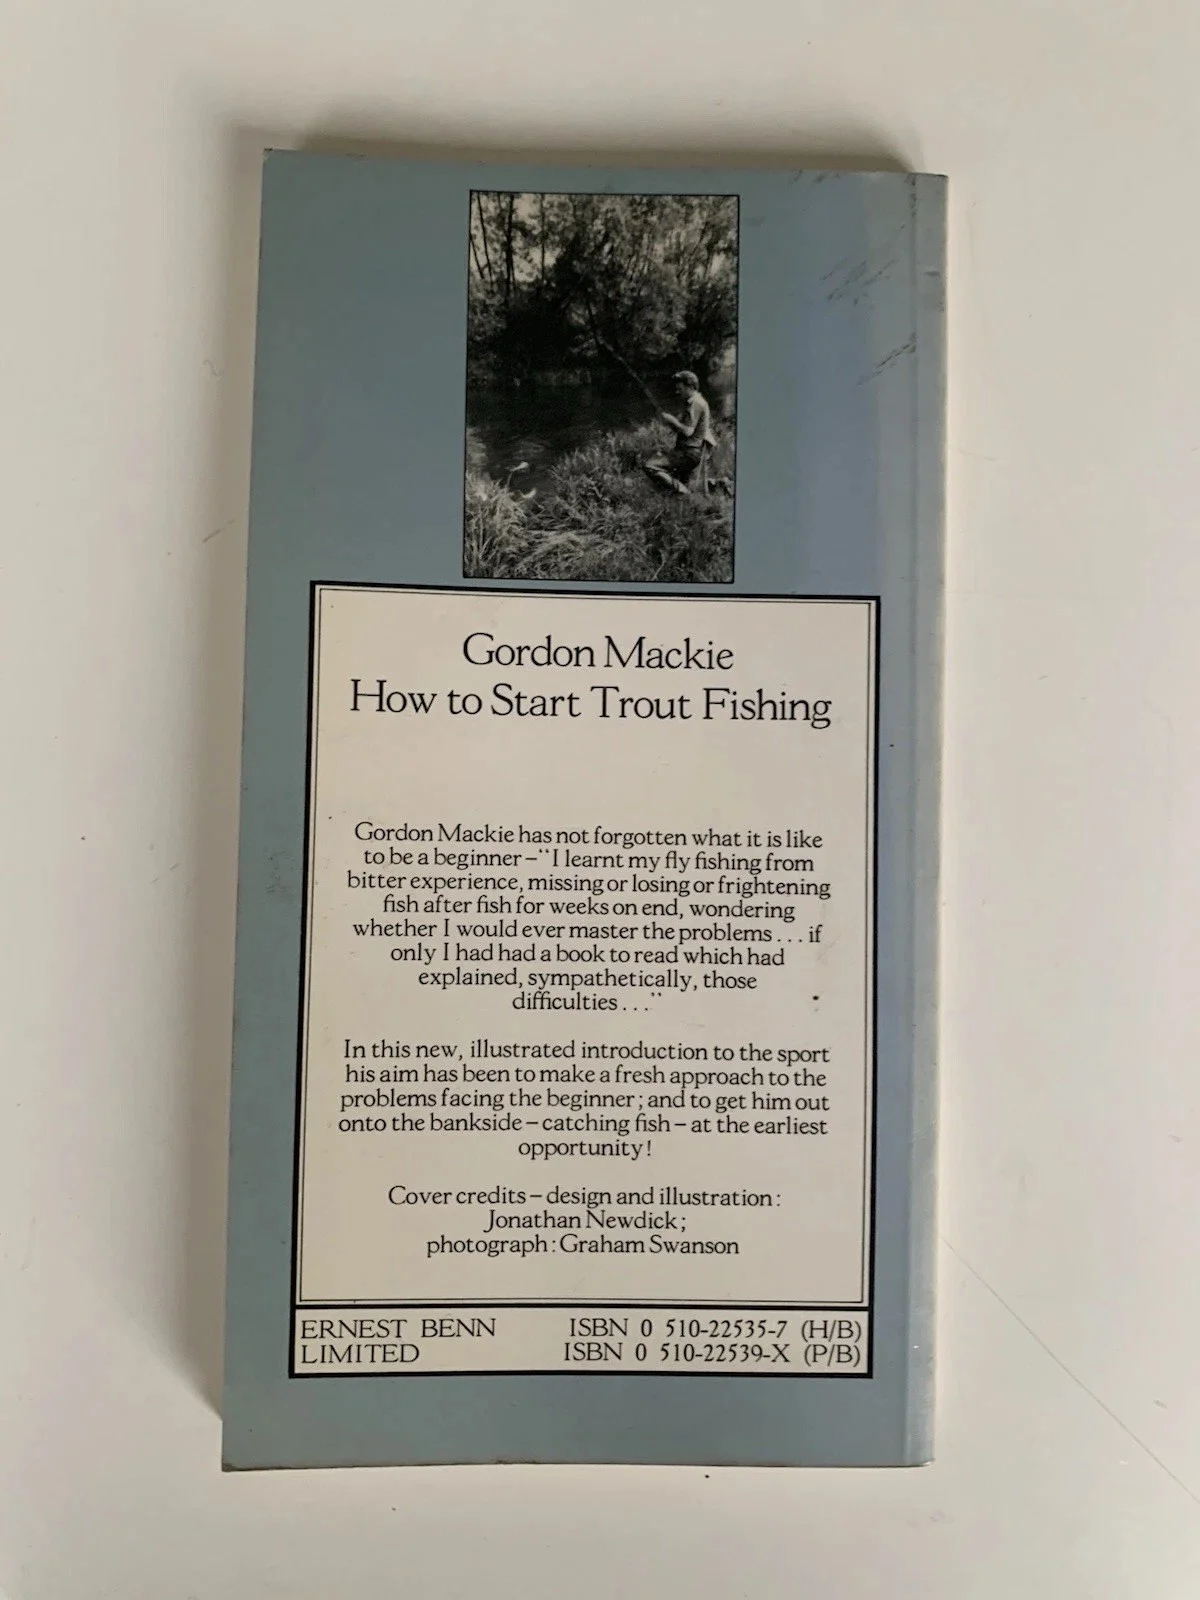 Gordon Mackie
How to Start Trout Fishing
Gordon Mackie has not forgotten what it is like
to be a beginner – “I learnt my fly fishing from
bitter experience, missing or losing or frightening
fish after fish for weeks on end, wondering
whether I would ever master the problems . . . if
only I had had a book to read which had
explained, sympathetically, those
difficulties . . .”
In this new, illustrated introduction to the sport
his aim has been to make a fresh approach to the
problems facing the beginner; and to get him out
onto the bankside – catching fish – at the earliest
opportunity!
Cover credits – design and illustration:
Jonathan Newdick;
photograph: Graham Swanson
ERNEST BENN ISBN 0 510-22535-7 (H/B)
LIMITED ISBN 0 510-22539-X (P/B)